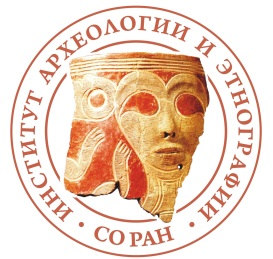 ИНСТИТУТ АРХЕОЛОГИИ И ЭТНОГРАФИИ
• СО РАН •